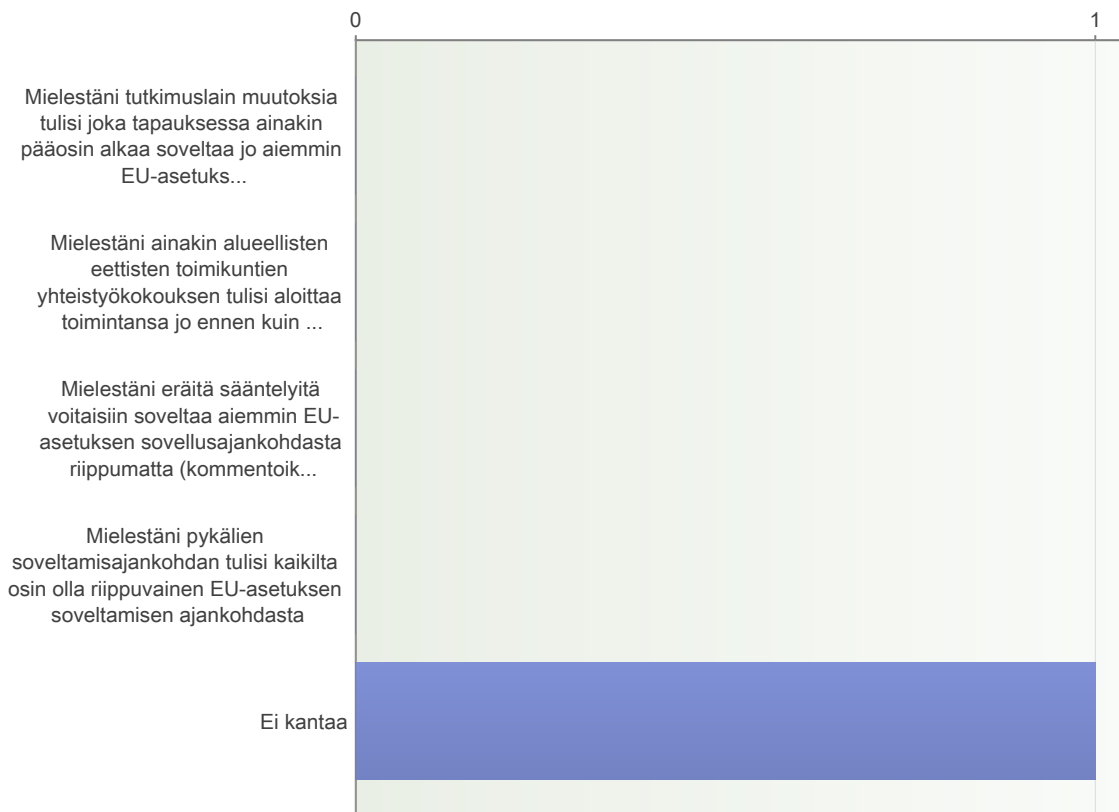 0 1
Mielestäni tutkimuslain muutoksia
tulisi joka tapauksessa ainakin
pääosin alkaa soveltaa jo aiemmin
EU-asetuks...
Mielestäni ainakin alueellisten
eettisten toimikuntien
yhteistyökokouksen tulisi aloittaa
toimintansa jo ennen kuin ...
Mielestäni eräitä sääntelyitä
voitaisiin soveltaa aiemmin EU-
asetuksen sovellusajankohdasta
riippumatta (kommentoik...
Mielestäni pykälien
soveltamisajankohdan tulisi kaikilta
osin olla riippuvainen EU-asetuksen
soveltamisen ajankohdasta
Ei kantaa